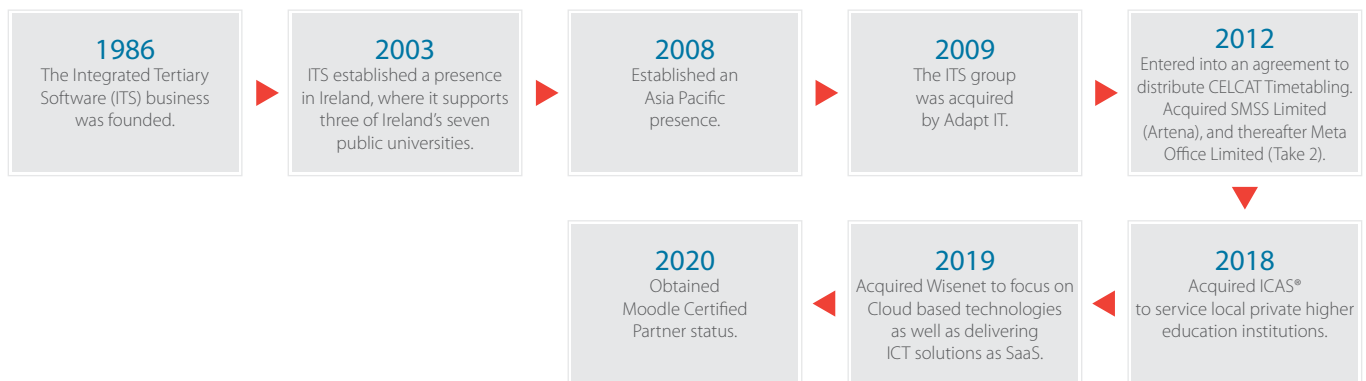 1986
The Integrated Tertiary
Software (ITS) business
was founded.
2003
ITS established a presence
in Ireland, where it supports
three of Ireland's seven
public universities.
2008
Established an
Asia Pacific
presence.
2009
The ITS group
was acquired
by Adapt IT.
2012
Entered into an agreement to
distribute CELCAT Timetabling.
Acquired SMSS Limited
(Artena), and thereafter Meta
Office Limited (Take 2).
2018
Acquired ICAS®
to service local private higher
education institutions.
2019
Acquired Wisenet to focus on
Cloud based technologies
as well as delivering
ICT solutions as SaaS.
2020
Obtained
Moodle Certified
Partner status.